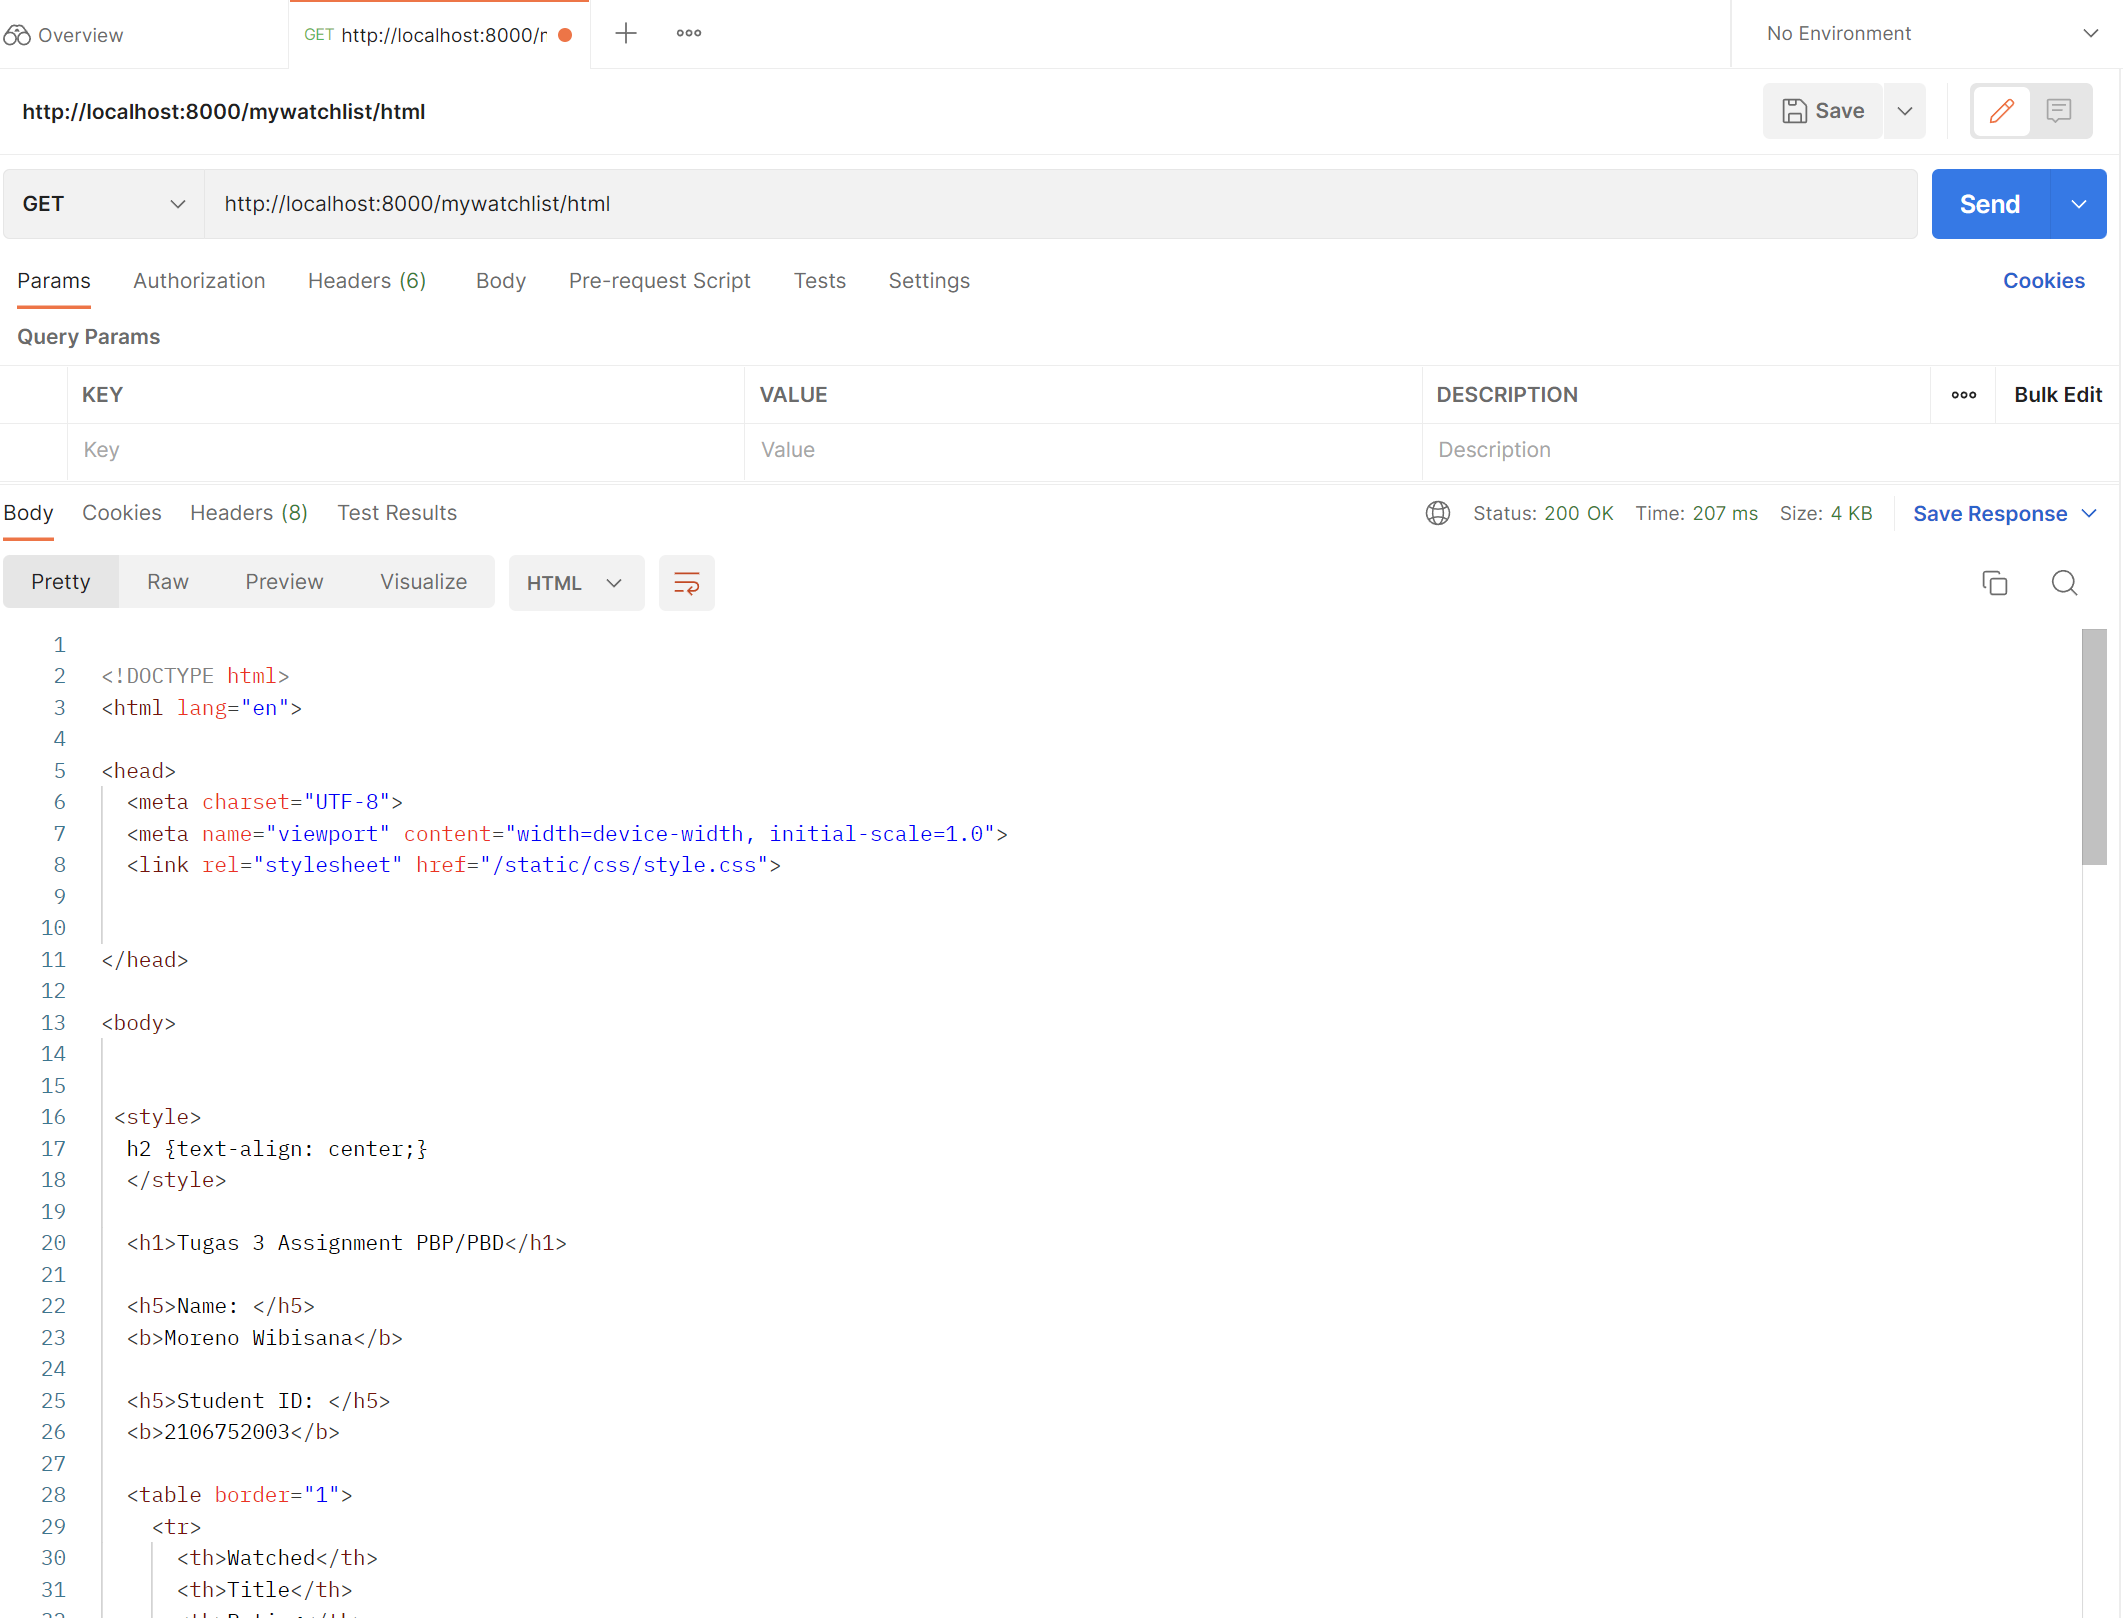 Overview
GET http://localhost:8000/r
No Environment
http://localhost:8000/mywatchlist/html
Save
GET
http://localhost:8000/mywatchlist/html
Send
Params Authorization Headers (6) Body Pre-request Script Tests Settings Cookies
Query Params
KEY VALUE DESCRIPTION Bulk Edit
Key Value Description
Body Cookies Headers (8) Test Results Status: 200 OK Time: 207 ms Size: 4 KB Save Response
Pretty Raw Preview Visualize HTML
1
2 <!DOCTYPE html>
3 <html lang="en">
4
5 <head>
6 <meta charset="UTF-8">
7 <meta name="viewport" content="width=device-width, initial-scale=1.0">
8 <link rel="stylesheet" href="/static/css/style.css">
9
10
11 </head>
12
13 <body>
14
15
16 <style>
17 h2 {text-align: center;}
18 </style>
19
20 <h1>Tugas 3 Assignment PBP/PBD</h1>
21
22 <h5>Name: </h5>
23 <b>Moreno Wibisana</b>
24
25 <h5>Student ID: </h5>
26 <b>2106752003</b>
27
28 <table border="1">
29 <tr>
30 <th>Watched</th>
31 <th>Title</th>